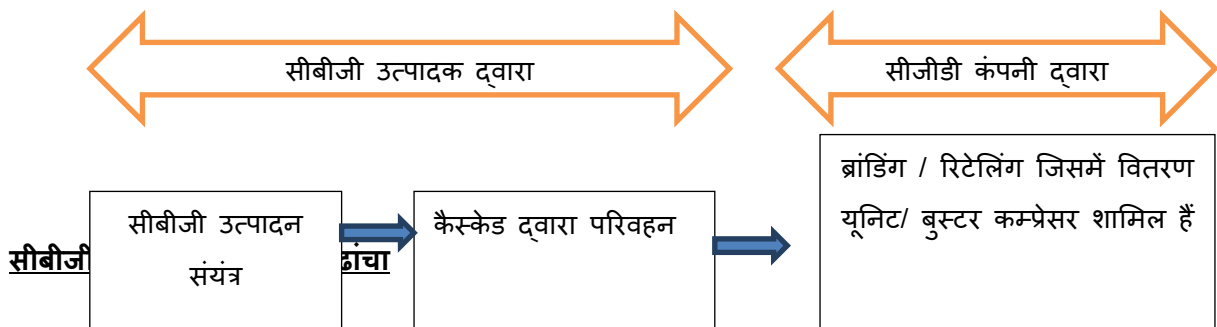 सीबीजी उत्पादक द्वारा
सीजीडी कंपनी द्वारा
सीबीजी उत्पादन
संयंत्र
कैस्केड द्वारा परिवहन
ब्रांडिंग / रिटेलिंग जिसमें वितरण
यूनिट/ बुस्टर कम्प्रेसर शामिल हैं
सीबीजी ढांचा